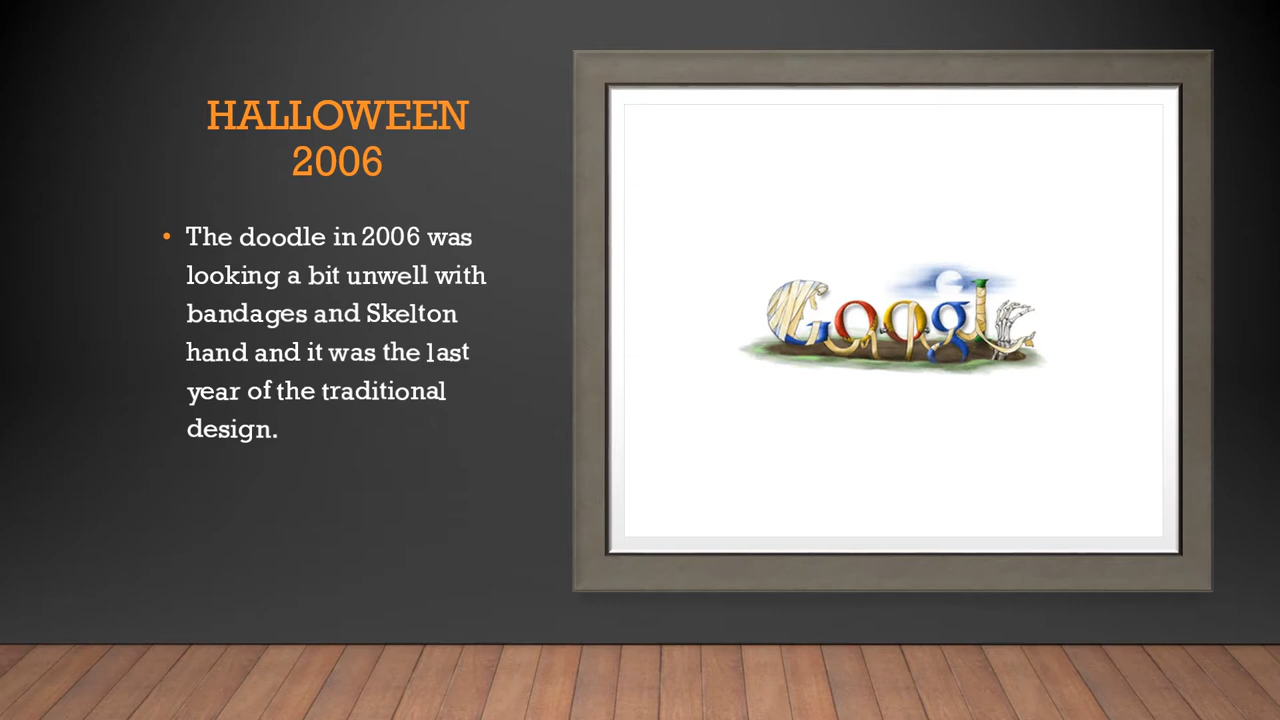 HALLOWEEN
2006
• The doodle in 2006 was
looking a bit unwell with
bandages and Skelton
hand and it was the last
year of the traditional
design.
Google